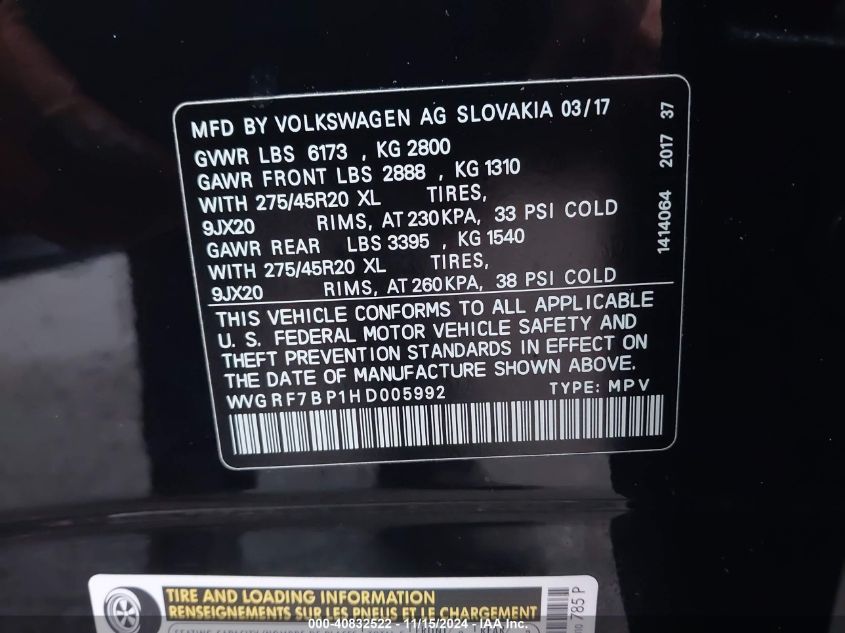 MFD BY VOLKSWAGEN AG SLOVAKIA 03/17
GVWR LBS 6173 , KG 2800
GAWR FRONT LBS 2888 , KG 1310
WITH 275/45R20 XL TIRES,
9JX20 RIMS, AT 230 KPA, 33 PSI COLD
GAWR REAR LBS 3395 , KG 1540
WITH 275/45R20 XL TIRES,
9JX20 RIMS, AT 260 KPA, 38 PSI COLD
THIS VEHICLE CONFORMS TO ALL APPLICABLE
U. S. FEDERAL MOTOR VEHICLE SAFETY AND
THEFT PREVENTION STANDARDS IN EFFECT ON
THE DATE OF MANUFACTURE SHOWN ABOVE.
WVGRF7BP1HD005992 TYPE: MPV
1414064 2017 37
TIRE AND LOADING INFORMATION
RENSEIGNEMENTS SUR LES PNEUS ET LE CHARGEMENT
785 P
000-40832522 - 11/15/2024 - IAA Inc.